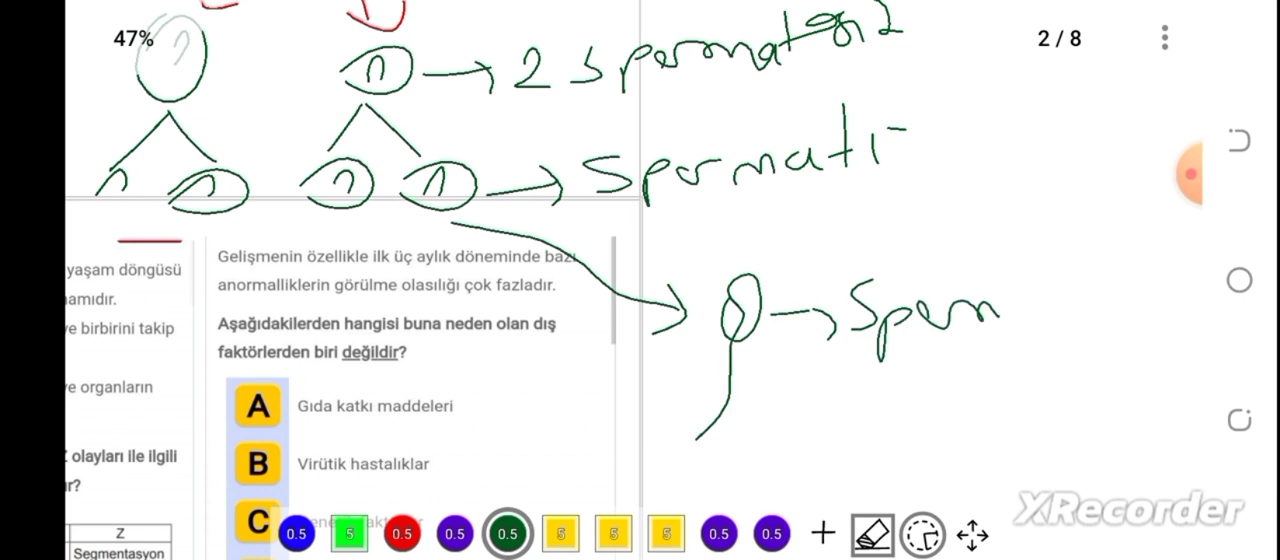 47%
2 / 8
n → 2 Spermatosit
n n n n → Spermatit
yaşam döngüsü
amıdır.
ve birbirini takip
ve organların
olayları ile ilgili
ır?
Z
Segmentasyon
Gelişmenin özellikle ilk üç aylık döneminde bazı
anormalliklerin görülme olasılığı çok fazladır.
Aşağıdakilerden hangisi buna neden olan dış
faktörlerden biri değildir?
A Gıda katkı maddeleri
B Virütik hastalıklar
C
→ Sperm
0.5 5 0.5 0.5 0.5 5 5 5 0.5 0.5
XRecorder